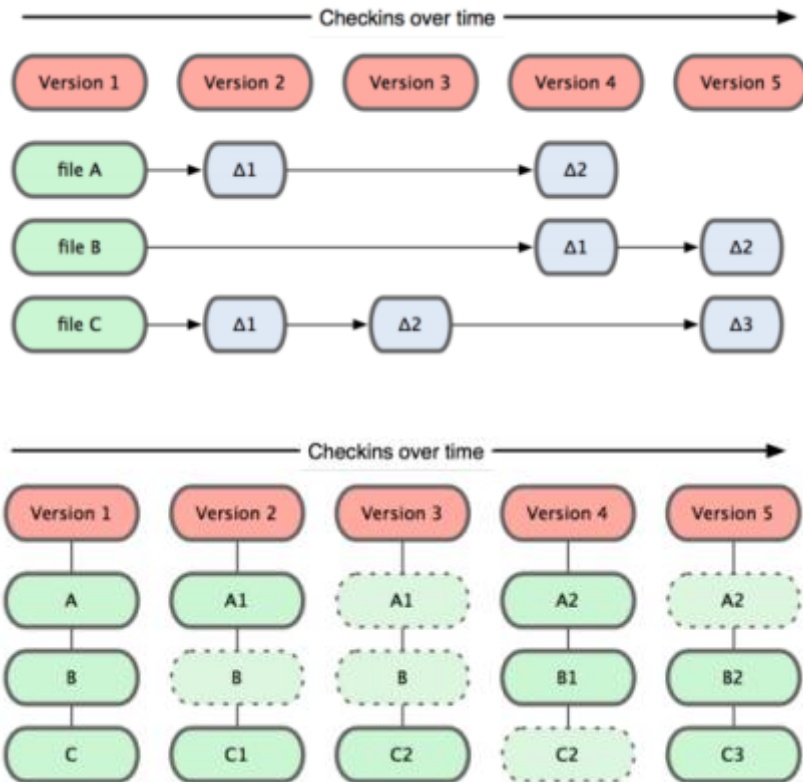 Checkins over time
Version 1 Version 2 Version 3 Version 4 Version 5
file A Δ1 Δ2
file B Δ1 Δ2
file C Δ1 Δ2 Δ3
Checkins over time
Version 1 Version 2 Version 3 Version 4 Version 5
A A1 A1 A2 A2
B B B B1 B2
C C1 C2 C2 C3